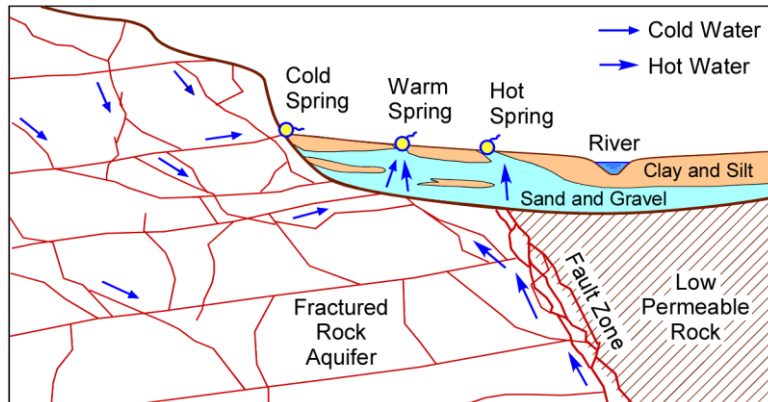 Cold Water
Hot Water
Cold
Spring
Warm
Spring
Hot
Spring
River
Clay and Silt
Sand and Gravel
Fault Zone
Low
Permeable
Rock
Fractured
Rock
Aquifer